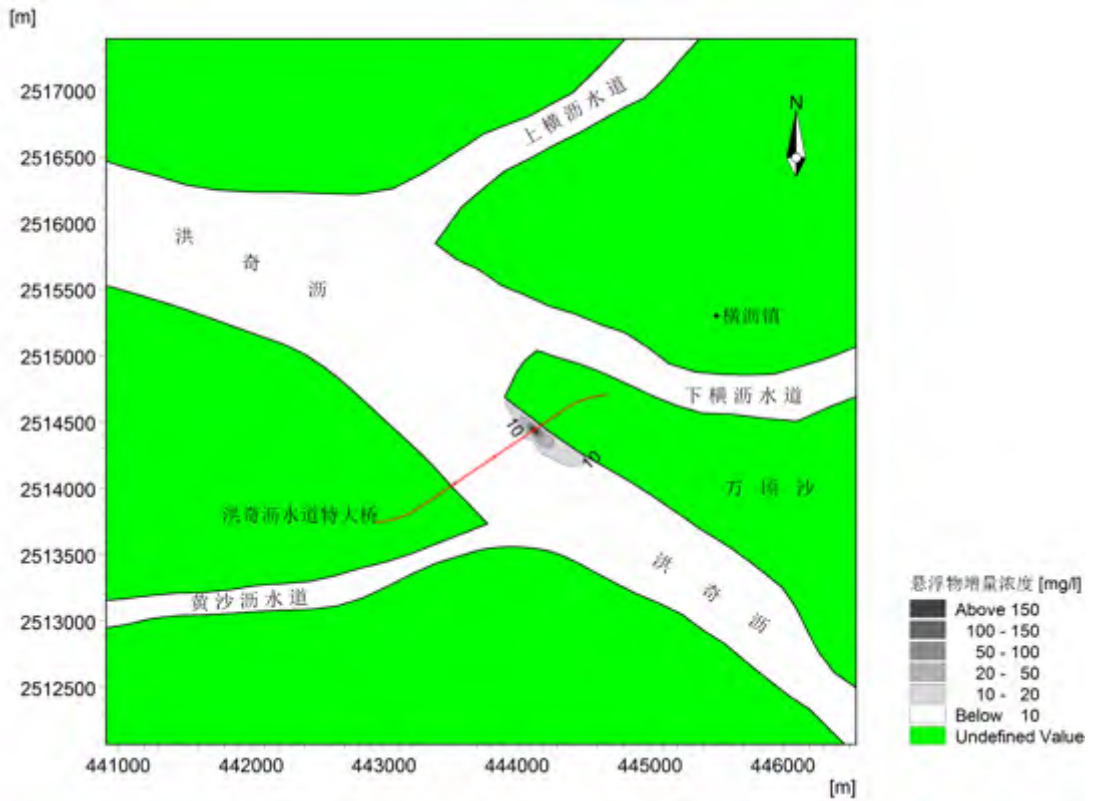 [m]
2517000
2516500
2516000
2515500
2515000
2514500
2514000
2513500
2513000
2512500
441000
442000
443000
444000
445000
446000
[m]
N
上横沥水道
洪奇沥
横沥镇
下横沥水道
10
10
万顷沙
洪奇沥水道特大桥
黄沙沥水道
洪奇沥
悬浮物增量浓度 [mg/l]
Above 150
100 - 150
50 - 100
20 - 50
10 - 20
Below 10
Undefined Value